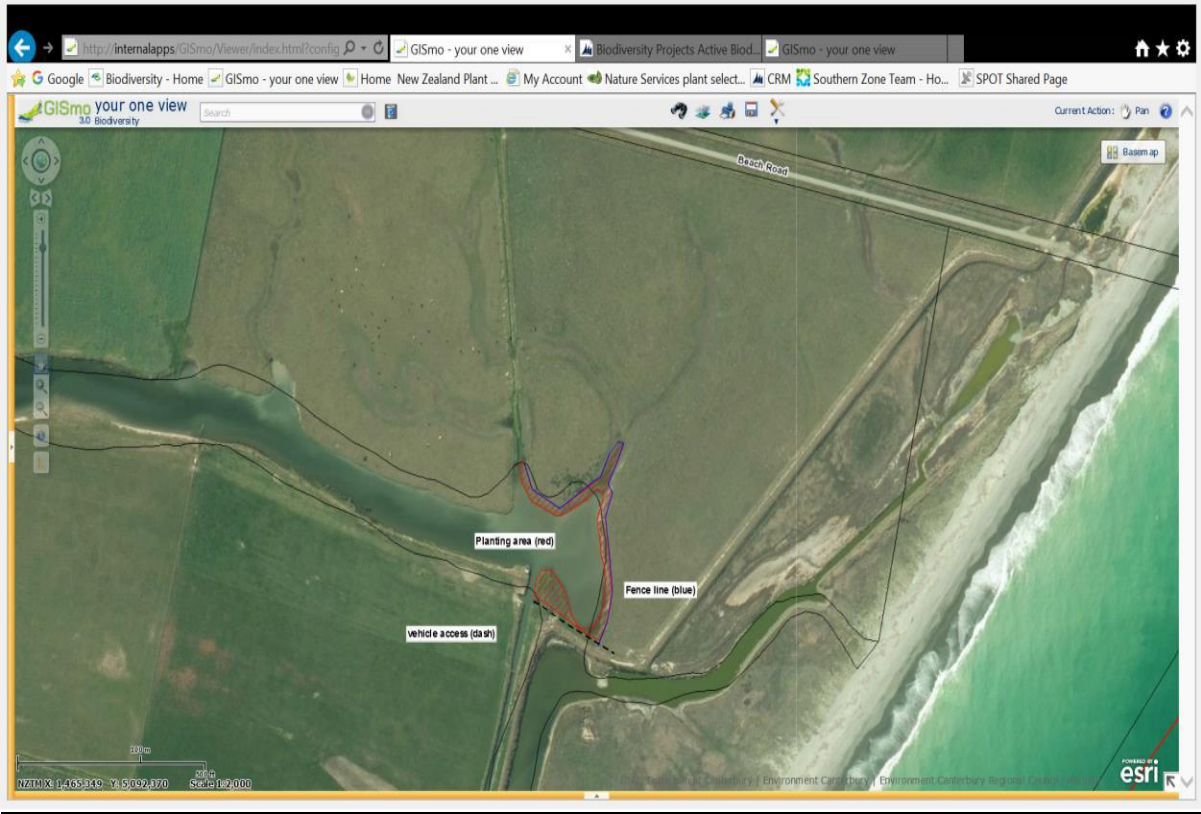 http://internalapps/GISmo/Viewer/index.html?config
GISmo - your one view
Biodiversity Projects Active Biod...
GISmo - your one view
Google
Biodiversity - Home
GISmo - your one view
Home New Zealand Plant ...
My Account
Nature Services plant select...
CRM
Southern Zone Team - Ho...
SPOT Shared Page
GISmo your one view
3.0 Biodiversity
Search
Current Action: Pan
Basemap
Beach Road
Planting area (red)
Fence line (blue)
vehicle access (dash)
100 m
NZTM X: 1,465,349 Y: 5,092,370
Scale 1:2,000
Canterbury | Environment Canterbury | Environment Canterbury Regional Council
POWERED BY
esri